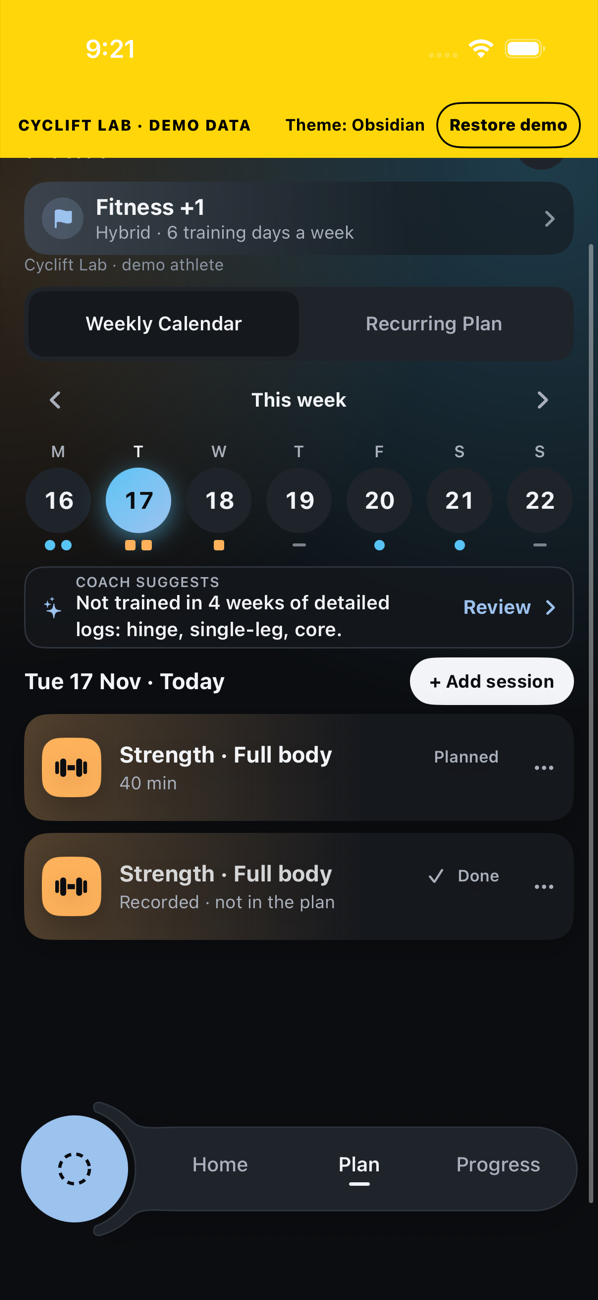 9:21
CYCLIFT LAB · DEMO DATA
Theme: Obsidian
Restore demo
Fitness +1
Hybrid · 6 training days a week
Cyclift Lab · demo athlete
Weekly Calendar
Recurring Plan
This week
M T W T F S S
16 17 18 19 20 21 22
COACH SUGGESTS
Not trained in 4 weeks of detailed
logs: hinge, single-leg, core.
Review
Tue 17 Nov · Today
+ Add session
Strength · Full body
Planned
40 min
Strength · Full body
Done
Recorded · not in the plan
Home
Plan
Progress